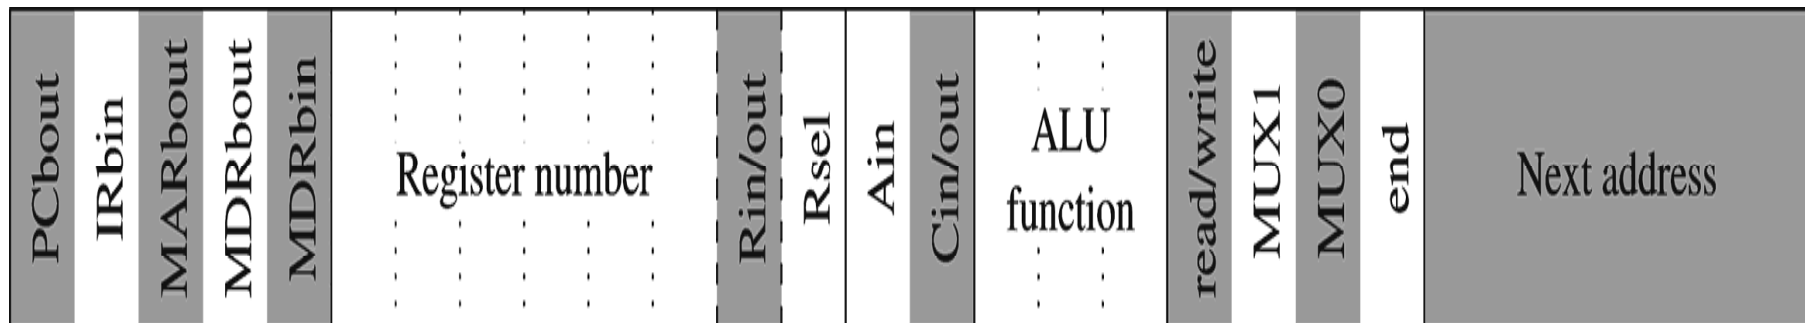 PCbout
IRbin
MARbout
MDRbout
MDRbin
Register number
Rin/out
Rsel
Ain
Cin/out
ALU
function
read/write
MUX1
MUX0
end
Next address